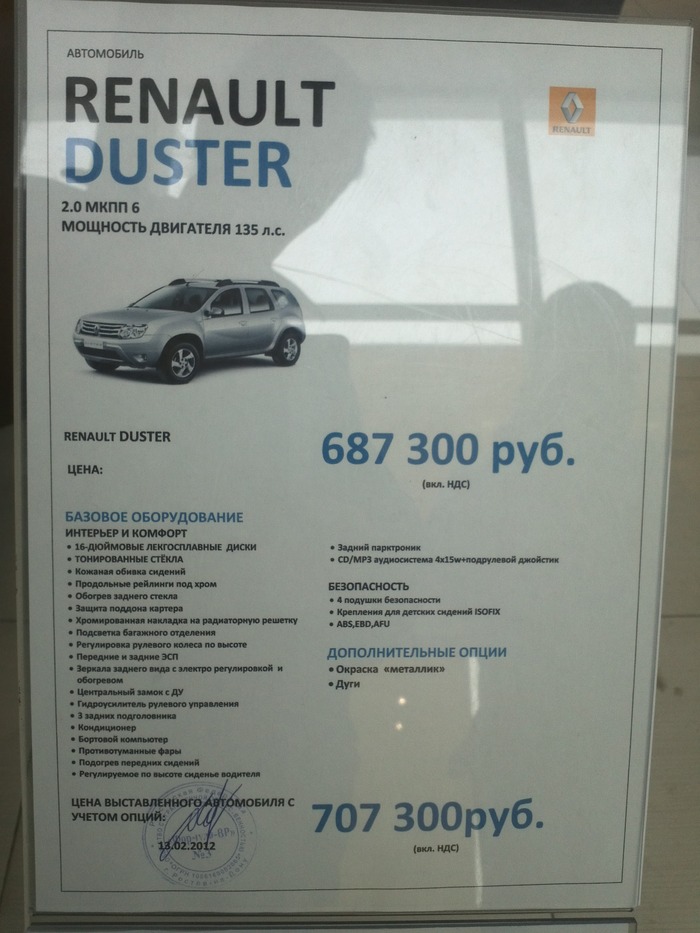 АВТОМОБИЛЬ
RENAULT
DUSTER
RENAULT
2.0 МКПП 6
МОЩНОСТЬ ДВИГАТЕЛЯ 135 л.с.
RENAULT DUSTER
ЦЕНА:
687 300 руб.
(вкл. НДС)
БАЗОВОЕ ОБОРУДОВАНИЕ
ИНТЕРЬЕР И КОМФОРТ
• 16-ДЮЙМОВЫЕ ЛЕКГОСПЛАВНЫЕ ДИСКИ
• ТОНИРОВАННЫЕ СТЁКЛА
• Кожаная обивка сидений
• Продольные рейлинги под хром
• Обогрев заднего стекла
• Защита поддона картера
• Хромированная накладка на радиаторную решетку
• Подсветка багажного отделения
• Регулировка рулевого колеса по высоте
• Передние и задние ЭСП
• Зеркала заднего вида с электро регулировкой и
обогревом
• Центральный замок с ДУ
• Гидроусилитель рулевого управления
• 3 задних подголовника
• Кондиционер
• Бортовой компьютер
• Противотуманные фары
• Подогрев передних сидений
• Регулируемое по высоте сиденье водителя
• Задний парктроник
• CD/MP3 аудиосистема 4x15w+подрулевой джойстик
БЕЗОПАСНОСТЬ
• 4 подушки безопасности
• Крепления для детских сидений ISOFIX
• ABS,EBD,AFU
ДОПОЛНИТЕЛЬНЫЕ ОПЦИИ
• Окраска «металлик»
• Дуги
ЦЕНА ВЫСТАВЛЕННОГО АВТОМОБИЛЯ С
УЧЕТОМ ОПЦИЙ:
707 300руб.
(вкл. НДС)
13.02.2012
№3
г. Ростов-на-Дону